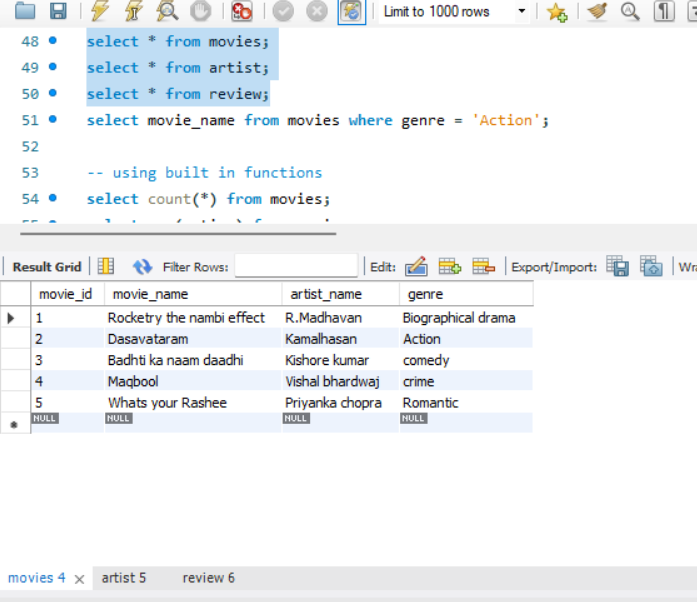 Limit to 1000 rows
48 select * from movies;
49 select * from artist;
50 select * from review;
51 select movie_name from movies where genre = 'Action';
52
53 -- using built in functions
54 select count(*) from movies;
Result Grid Filter Rows: Edit: Export/Import: Wra
movie_id movie_name artist_name genre
1 Rocketry the nambi effect R.Madhavan Biographical drama
2 Dasavataram Kamalhasan Action
3 Badhti ka naam daadhi Kishore kumar comedy
4 Maqbool Vishal bhardwaj crime
5 Whats your Rashee Priyanka chopra Romantic
NULL NULL NULL NULL
movies 4 artist 5 review 6